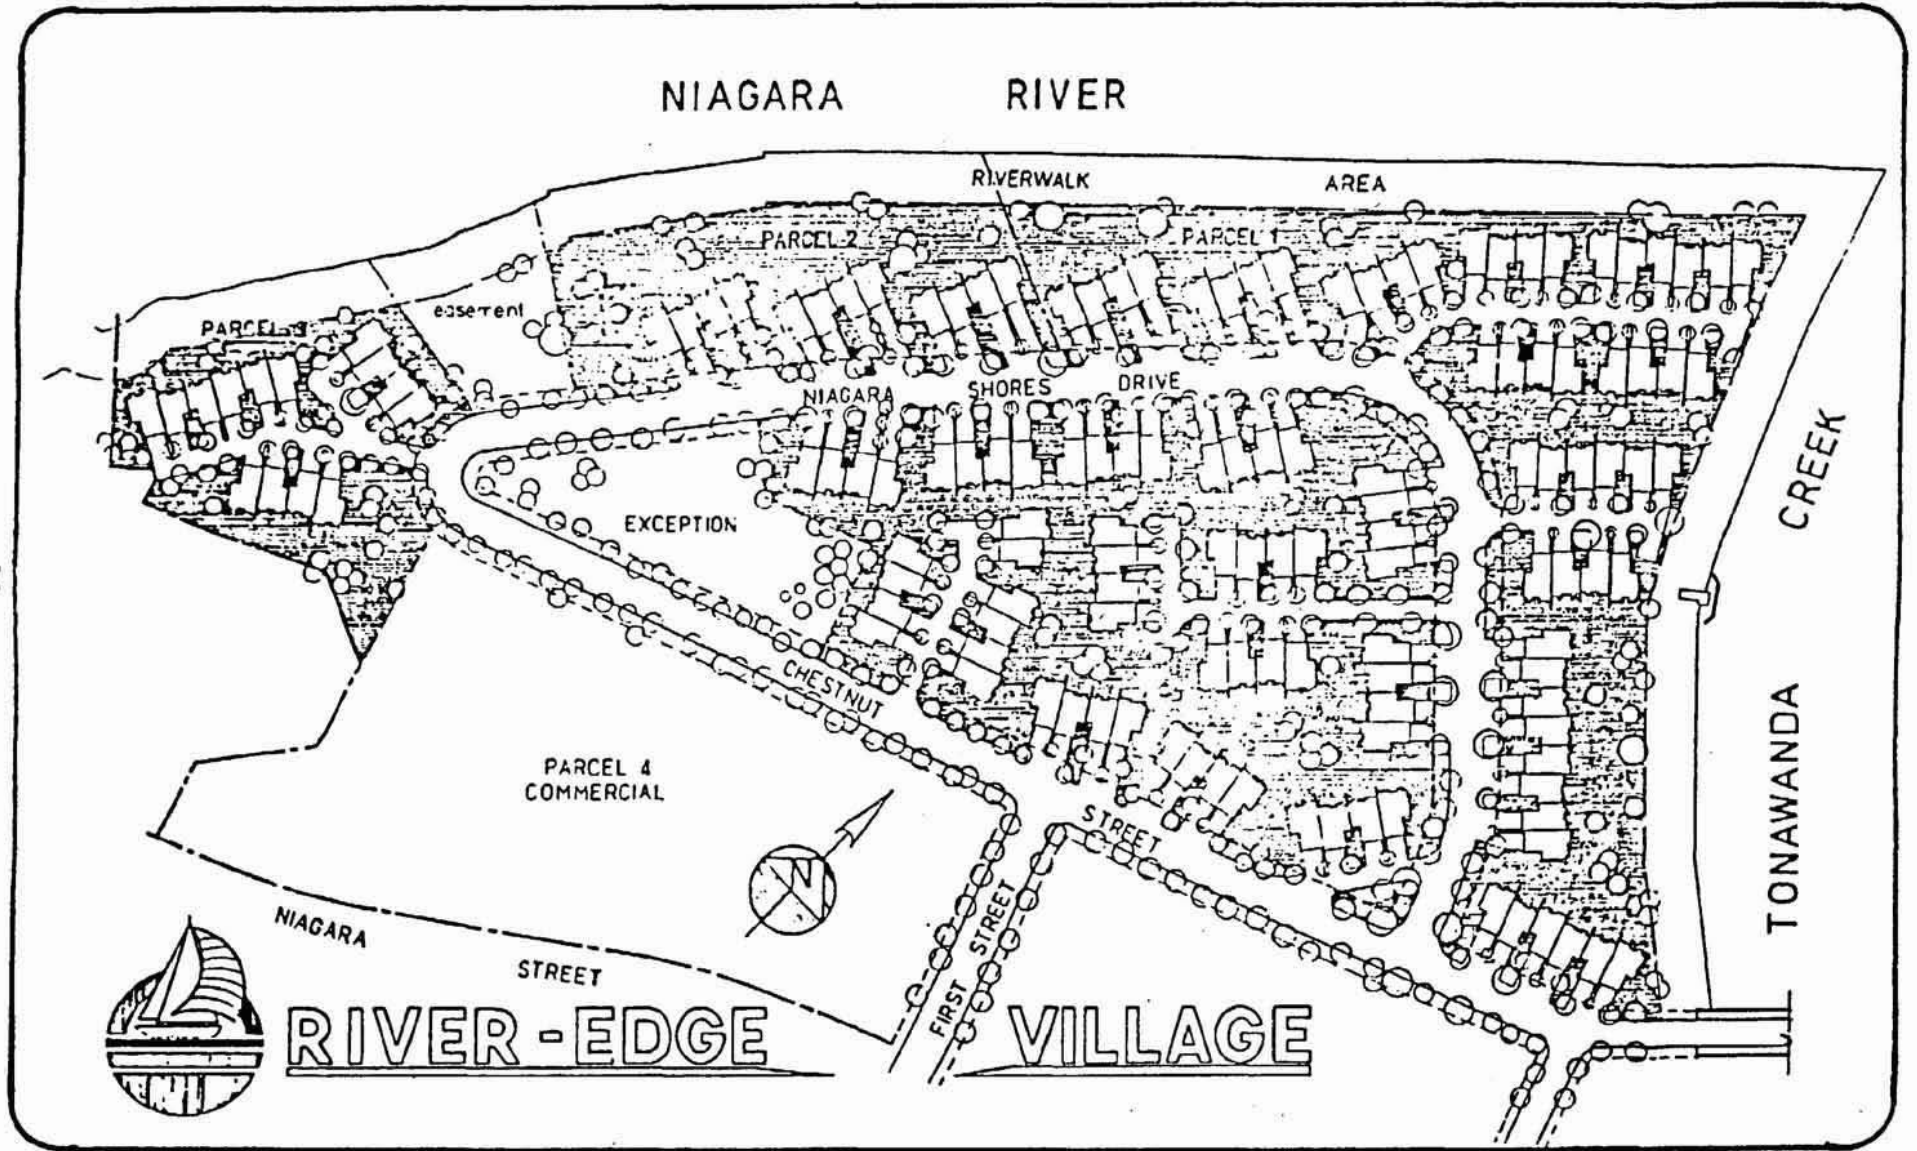 NIAGARA RIVER
RIVERWALK AREA
PARCEL-2
PARCEL 1
easement
PARCEL-3
NIAGARA SHORES DRIVE
CREEK
EXCEPTION
CHESTNUT
PARCEL 4
COMMERCIAL
STREET
TONAWANDA
N
NIAGARA
STREET
FIRST STREET
RIVER-EDGE VILLAGE